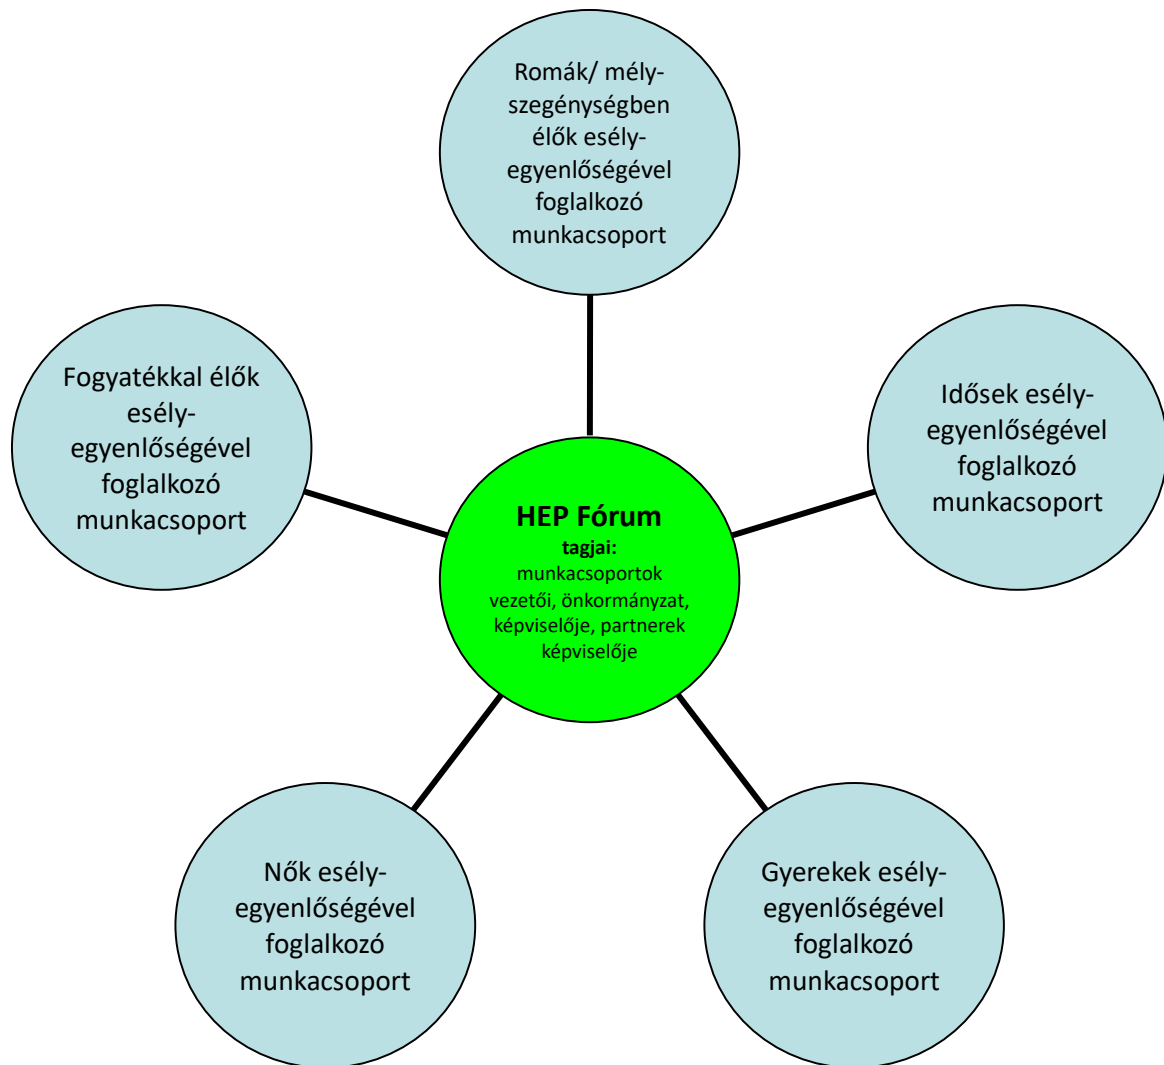 Romák/ mély-
szegénységben
élők esély-
egyenlőségével
foglalkozó
munkacsoport
Fogyatékkal élők
esély-
egyenlőségével
foglalkozó
munkacsoport
Idősek esély-
egyenlőségével
foglalkozó
munkacsoport
HEP Fórum
tagjai:
munkacsoportok
vezetői, önkormányzat,
képviselője, partnerek
képviselője
Nők esély-
egyenlőségével
foglalkozó
munkacsoport
Gyerekek esély-
egyenlőségével
foglalkozó
munkacsoport